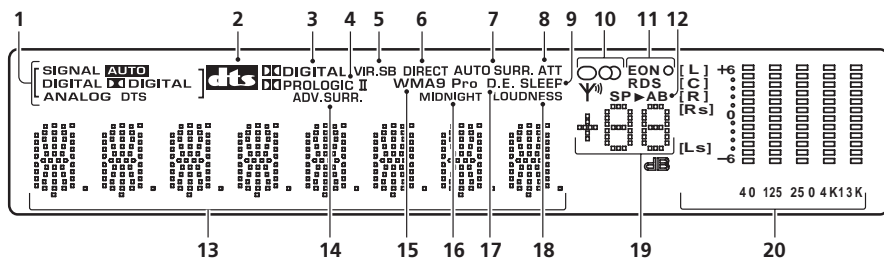 1 2 3 4 5 6 7 8 9 10 11 12
SIGNAL AUTO dts DIGITAL VIR.SB DIRECT AUTO SURR. ATT EON [L] +6
DIGITAL DIGITAL PROLOGIC II WMA9 Pro D.E. SLEEP RDS [C]
ANALOG DTS ADV.SURR. MIDNIGHT LOUDNESS SP►AB [R]
[Rs] 0
[Ls] -6
dB
40 125 250 4K 13K
13 14 15 16 17 18 19 20